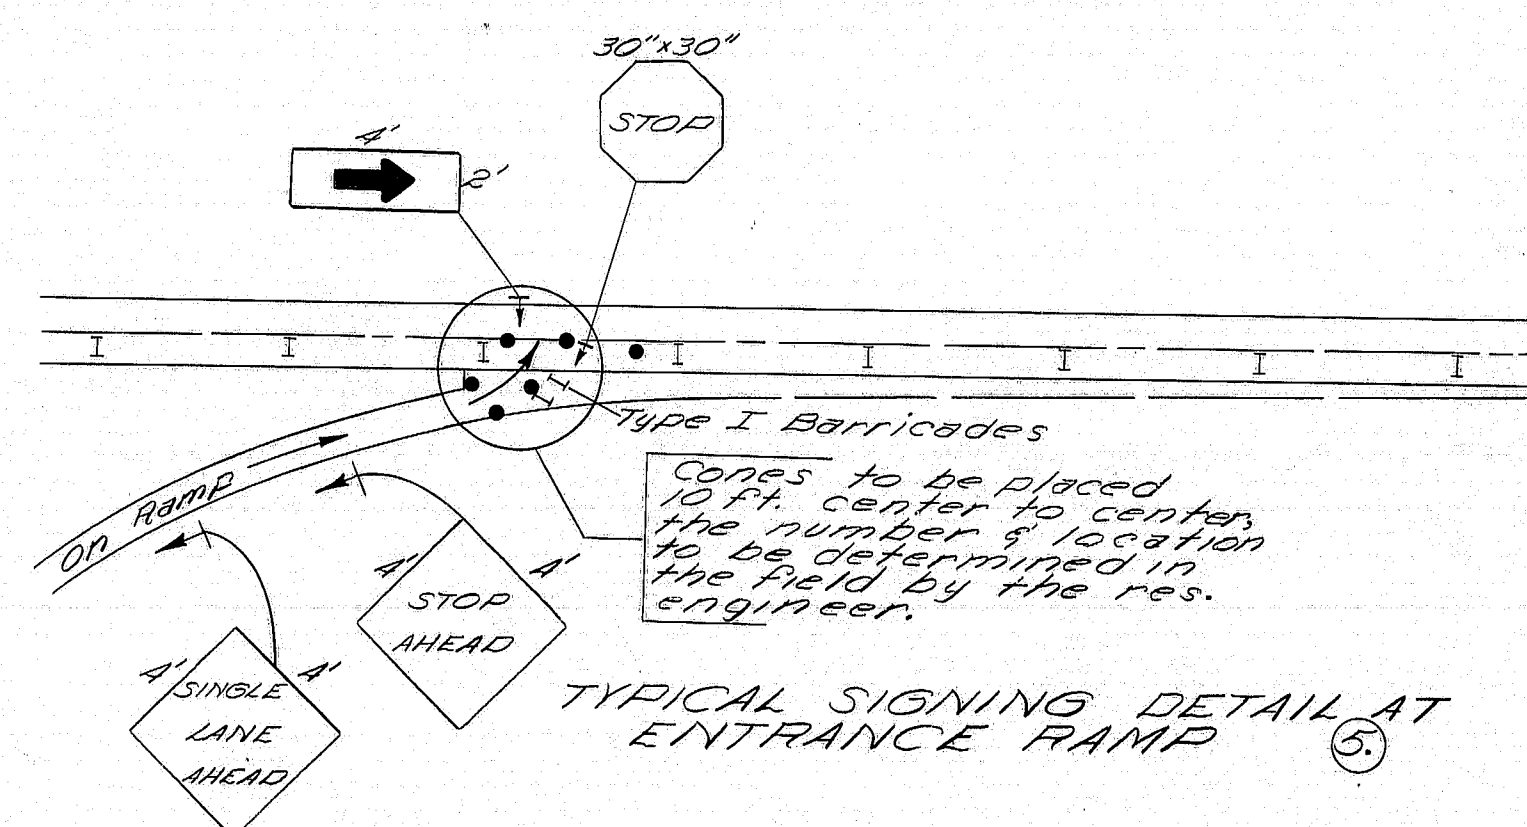 30"x30"
STOP
4'
2'
Type I Barricades
Cones to be placed
10 ft. center to center,
the number & location
to be determined in
the field by the res.
engineer.
On Ramp
4' 4'
STOP
AHEAD
4' 4'
SINGLE
LANE
AHEAD
TYPICAL SIGNING DETAIL AT
ENTRANCE RAMP 5.